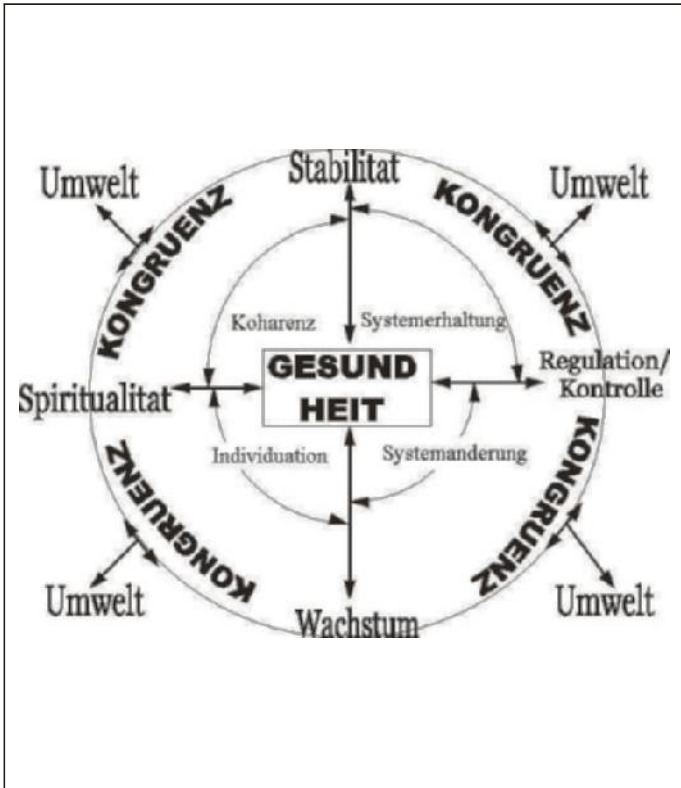 Stabilitat
Umwelt
Umwelt
KONGRUENZ
KONGRUENZ
Koharenz
Systemerhaltung
GESUND
HEIT
Regulation/
Kontrolle
Spiritualitat
Individuation
Systemanderung
KONGRUENZ
KONGRUENZ
Umwelt
Umwelt
Wachstum